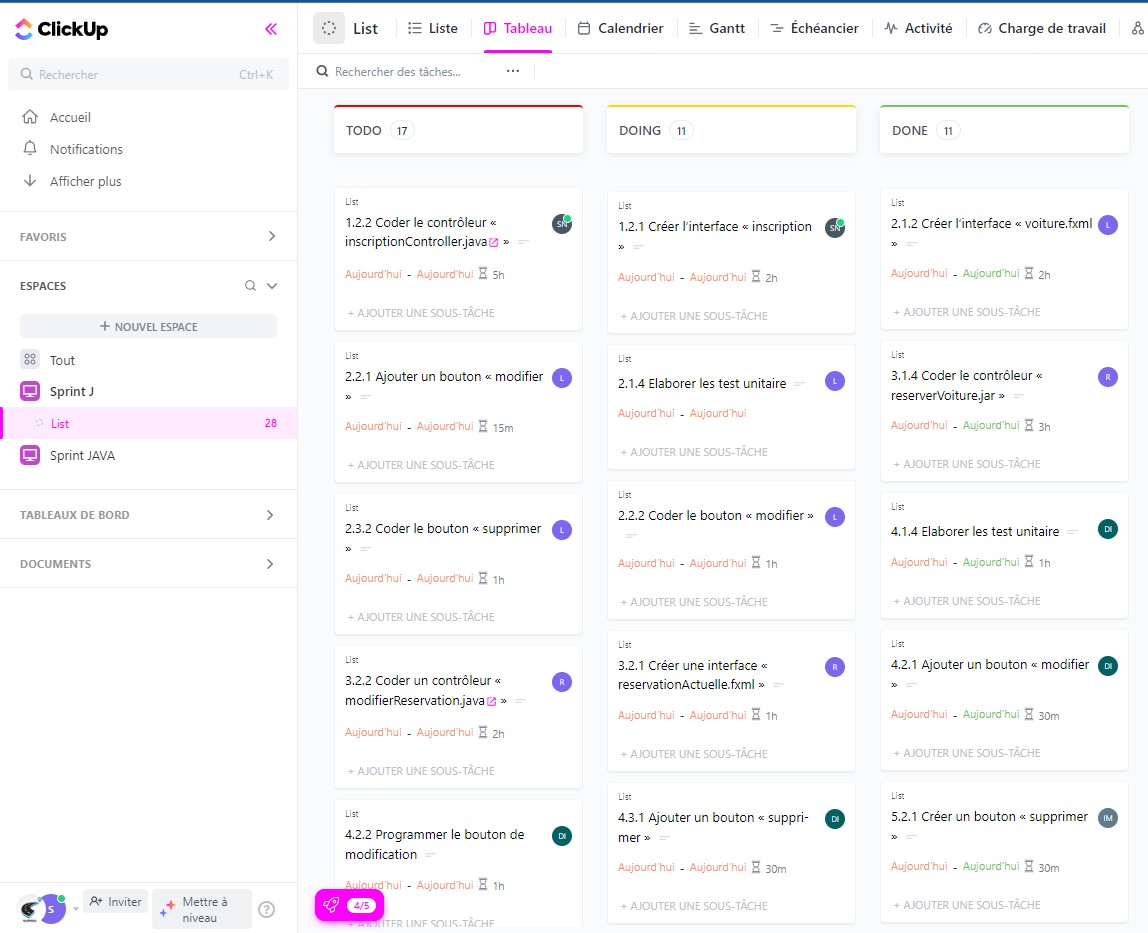 ClickUp
Rechercher Ctrl+K
Accueil
Notifications
Afficher plus
FAVORIS
ESPACES
+ NOUVEL ESPACE
Tout
Sprint J
List 28
Sprint JAVA
TABLEAUX DE BORD
DOCUMENTS
S
Inviter
Mettre à
niveau
?
List
Liste
Tableau
Calendrier
Gantt
Échéancier
Activité
Charge de travail
Rechercher des tâches...
TODO 17
List
1.2.2 Coder le contrôleur «
inscriptionController.java »
SN
Aujourd'hui - Aujourd'hui 5h
+ AJOUTER UNE SOUS-TÂCHE
List
2.2.1 Ajouter un bouton « modifier
»
L
Aujourd'hui - Aujourd'hui 15m
+ AJOUTER UNE SOUS-TÂCHE
List
2.3.2 Coder le bouton « supprimer
»
L
Aujourd'hui - Aujourd'hui 1h
+ AJOUTER UNE SOUS-TÂCHE
List
3.2.2 Coder un contrôleur «
modifierReservation.java »
R
Aujourd'hui - Aujourd'hui 2h
+ AJOUTER UNE SOUS-TÂCHE
List
4.2.2 Programmer le bouton de
modification
DI
Aujourd'hui - Aujourd'hui 1h
4/5
AJOUTER UNE SOUS-TÂCHE
DOING 11
List
1.2.1 Créer l'interface « inscription
»
SN
Aujourd'hui - Aujourd'hui 2h
+ AJOUTER UNE SOUS-TÂCHE
List
2.1.4 Elaborer les test unitaire
L
Aujourd'hui - Aujourd'hui
+ AJOUTER UNE SOUS-TÂCHE
List
2.2.2 Coder le bouton « modifier »
L
Aujourd'hui - Aujourd'hui 1h
+ AJOUTER UNE SOUS-TÂCHE
List
3.2.1 Créer une interface «
reservationActuelle.fxml »
R
Aujourd'hui - Aujourd'hui 1h
+ AJOUTER UNE SOUS-TÂCHE
List
4.3.1 Ajouter un bouton « suppri-
mer »
DI
Aujourd'hui - Aujourd'hui 30m
+ AJOUTER UNE SOUS-TÂCHE
DONE 11
List
2.1.2 Créer l'interface « voiture.fxml
»
L
Aujourd'hui - Aujourd'hui 2h
+ AJOUTER UNE SOUS-TÂCHE
List
3.1.4 Coder le contrôleur «
reserverVoiture.jar »
R
Aujourd'hui - Aujourd'hui 3h
+ AJOUTER UNE SOUS-TÂCHE
List
4.1.4 Elaborer les test unitaire
DI
Aujourd'hui - Aujourd'hui 1h
+ AJOUTER UNE SOUS-TÂCHE
List
4.2.1 Ajouter un bouton « modifier
»
DI
Aujourd'hui - Aujourd'hui 30m
+ AJOUTER UNE SOUS-TÂCHE
List
5.2.1 Créer un bouton « supprimer
»
IM
Aujourd'hui - Aujourd'hui 30m
+ AJOUTER UNE SOUS-TÂCHE